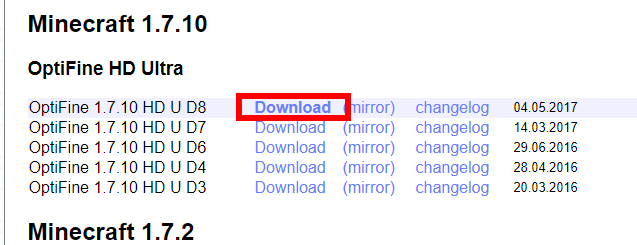 Minecraft 1.7.10
OptiFine HD Ultra
OptiFine 1.7.10 HD U D8 Download (mirror) changelog 04.05.2017
OptiFine 1.7.10 HD U D7 Download (mirror) changelog 14.03.2017
OptiFine 1.7.10 HD U D6 Download (mirror) changelog 29.06.2016
OptiFine 1.7.10 HD U D4 Download (mirror) changelog 28.04.2016
OptiFine 1.7.10 HD U D3 Download (mirror) changelog 20.03.2016
Minecraft 1.7.2